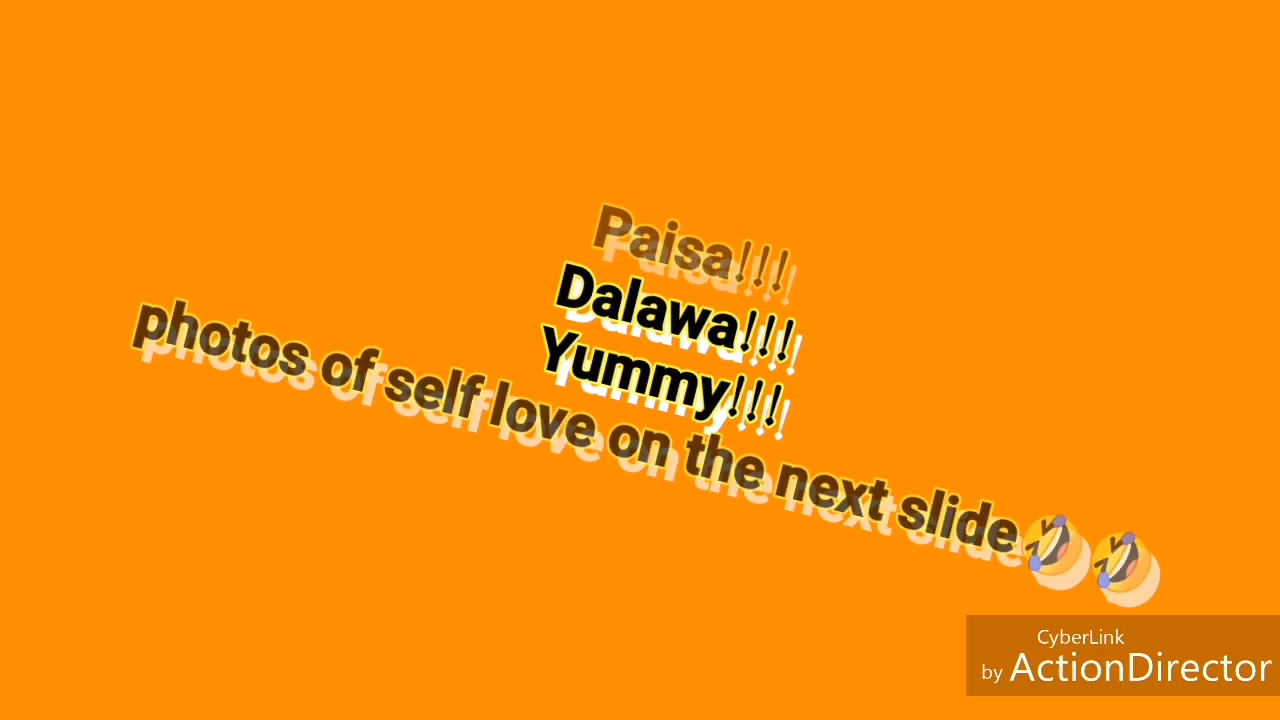 Paisa!!!
Dalawa!!!
Yummy!!!
photos of self love on the next slide🤣🤣
CyberLink
by ActionDirector